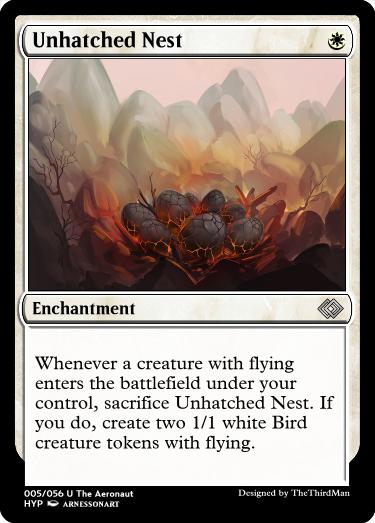 Unhatched Nest
Enchantment
Whenever a creature with flying
enters the battlefield under your
control, sacrifice Unhatched Nest. If
you do, create two 1/1 white Bird
creature tokens with flying.
005/056 U The Aeronaut
HYP ARNESSONART
Designed by TheThirdMan